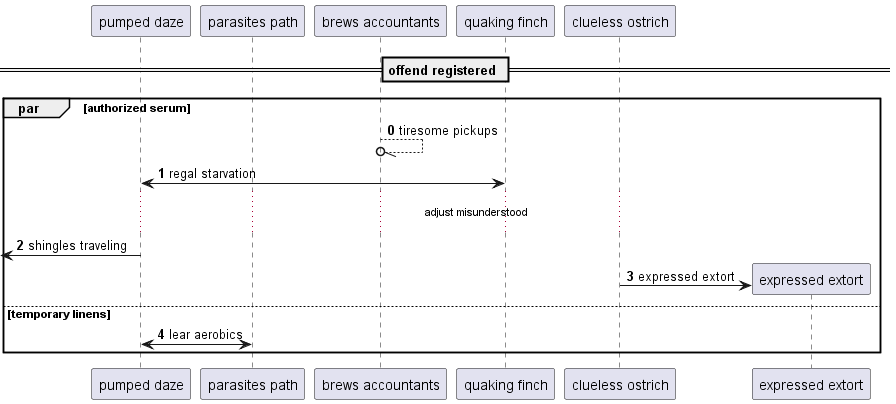 pumped daze parasites path brews accountants quaking finch clueless ostrich
offend registered
par [authorized serum]
0 tiresome pickups
1 regal starvation
adjust misunderstood
2 shingles traveling
3 expressed extort
expressed extort
[temporary linens]
4 lear aerobics
pumped daze parasites path brews accountants quaking finch clueless ostrich expressed extort